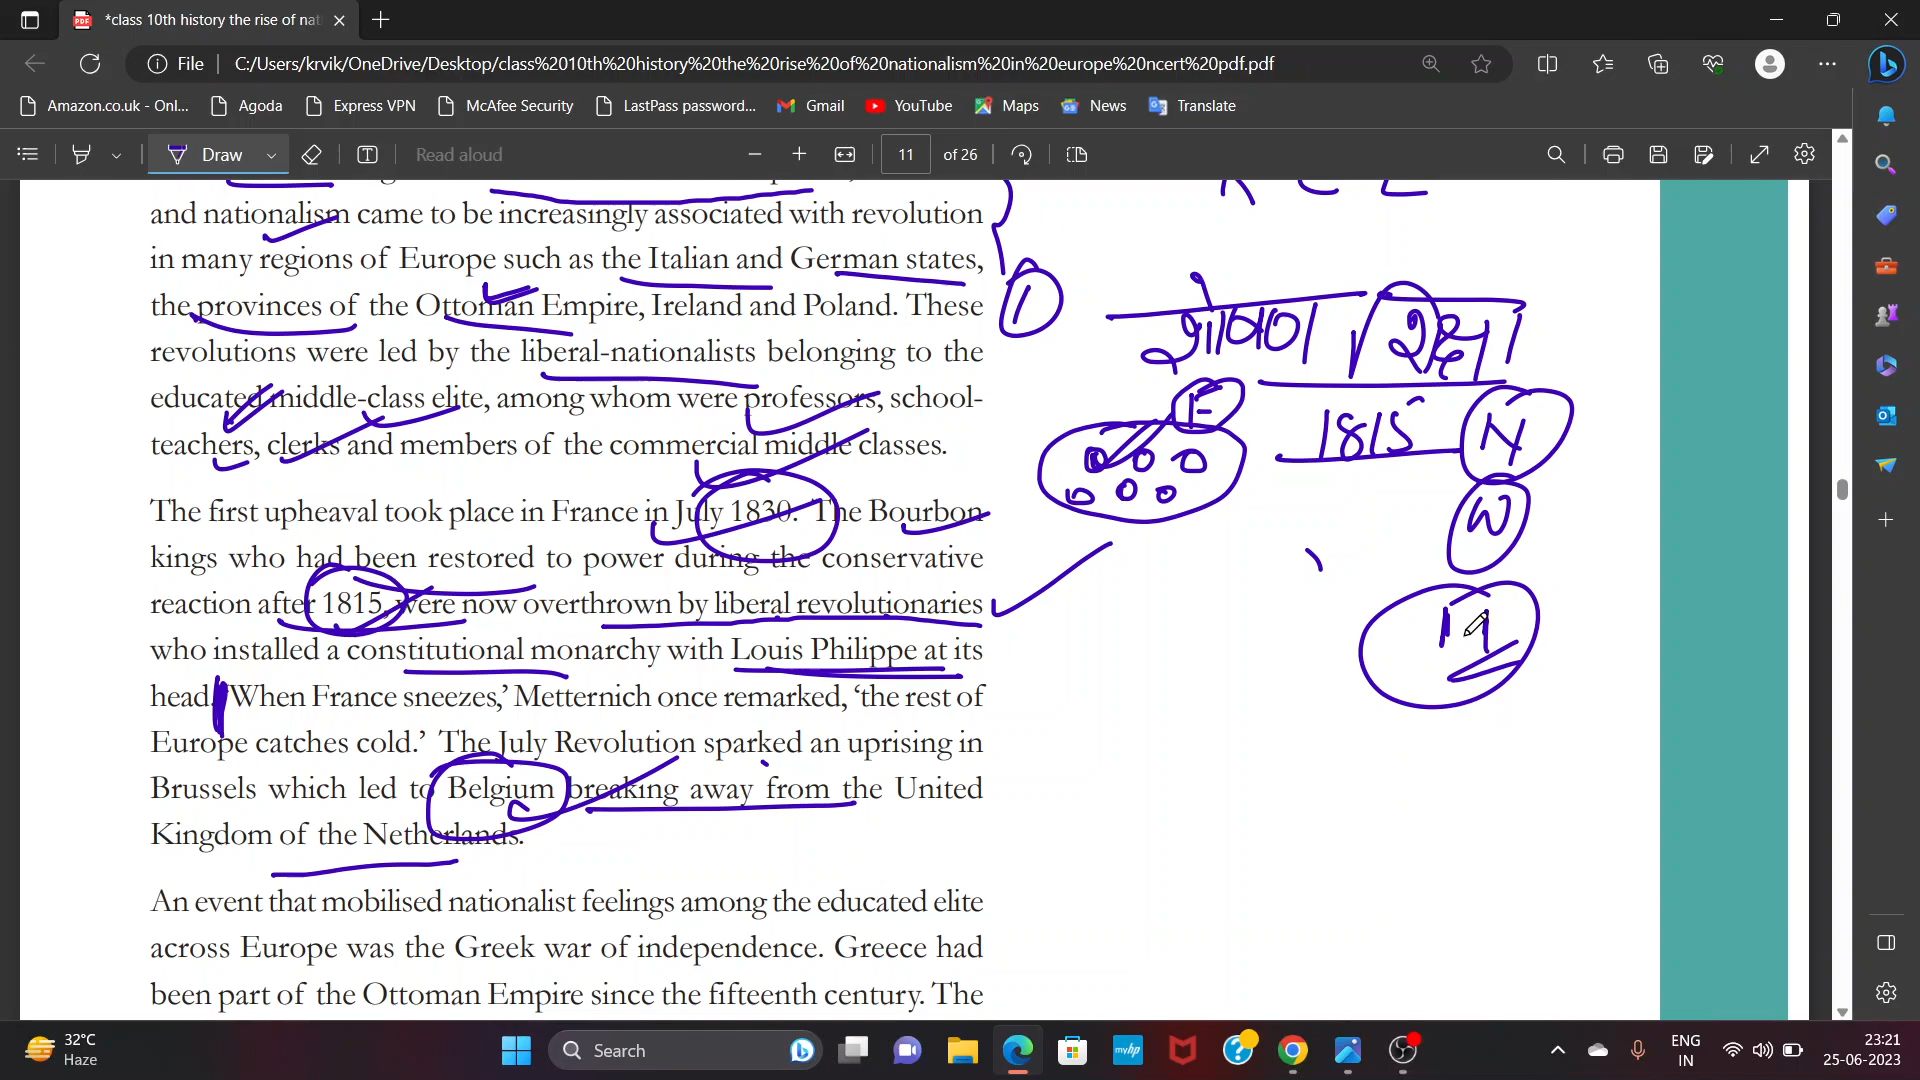 *class 10th history the rise of nat
File
C:/Users/krvik/OneDrive/Desktop/class%2010th%20history%20the%20rise%20of%20nationalism%20in%20europe%20ncert%20pdf.pdf
Amazon.co.uk - Onl...
Agoda
Express VPN
McAfee Security
LastPass password...
Gmail
YouTube
Maps
News
Translate
Draw
Read aloud
11
of 26
and nationalism came to be increasingly associated with revolution
in many regions of Europe such as the Italian and German states,
the provinces of the Ottoman Empire, Ireland and Poland. These
revolutions were led by the liberal-nationalists belonging to the
educated middle-class elite, among whom were professors, school-
teachers, clerks and members of the commercial middle classes.
The first upheaval took place in France in July 1830. The Bourbon
kings who had been restored to power during the conservative
reaction after 1815, were now overthrown by liberal revolutionaries
who installed a constitutional monarchy with Louis Philippe at its
head. ‘When France sneezes,’ Metternich once remarked, ‘the rest of
Europe catches cold.’ The July Revolution sparked an uprising in
Brussels which led to Belgium breaking away from the United
Kingdom of the Netherlands.
An event that mobilised nationalist feelings among the educated elite
across Europe was the Greek war of independence. Greece had
been part of the Ottoman Empire since the fifteenth century. The
1
F
1815
N
W
32°C
Haze
Search
ENG
IN
23:21
25-06-2023